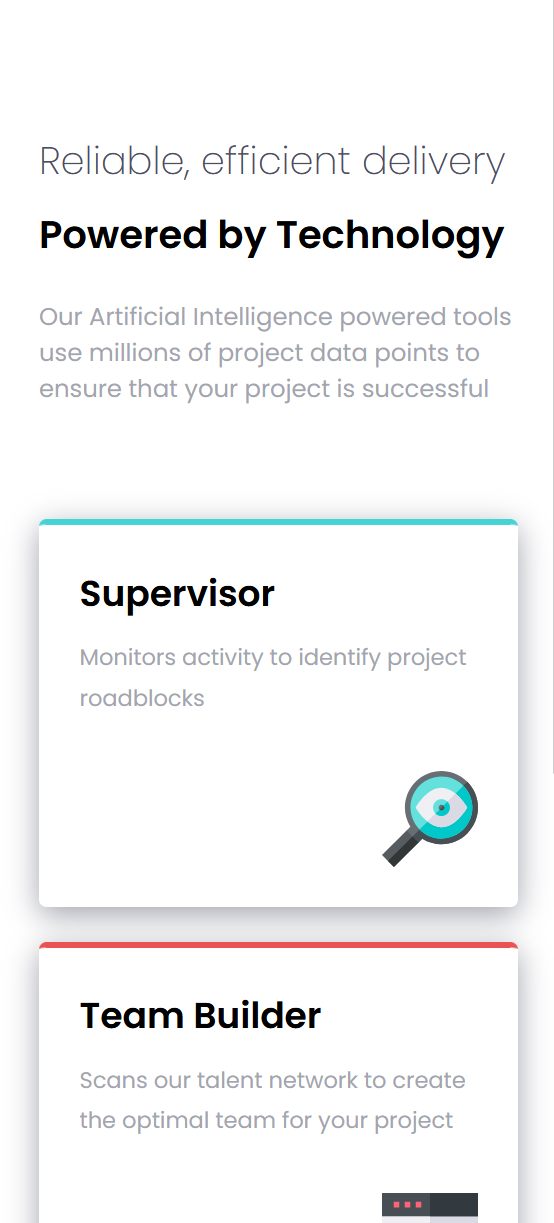 Reliable, efficient delivery
Powered by Technology
Our Artificial Intelligence powered tools
use millions of project data points to
ensure that your project is successful
Supervisor
Monitors activity to identify project
roadblocks
Team Builder
Scans our talent network to create
the optimal team for your project